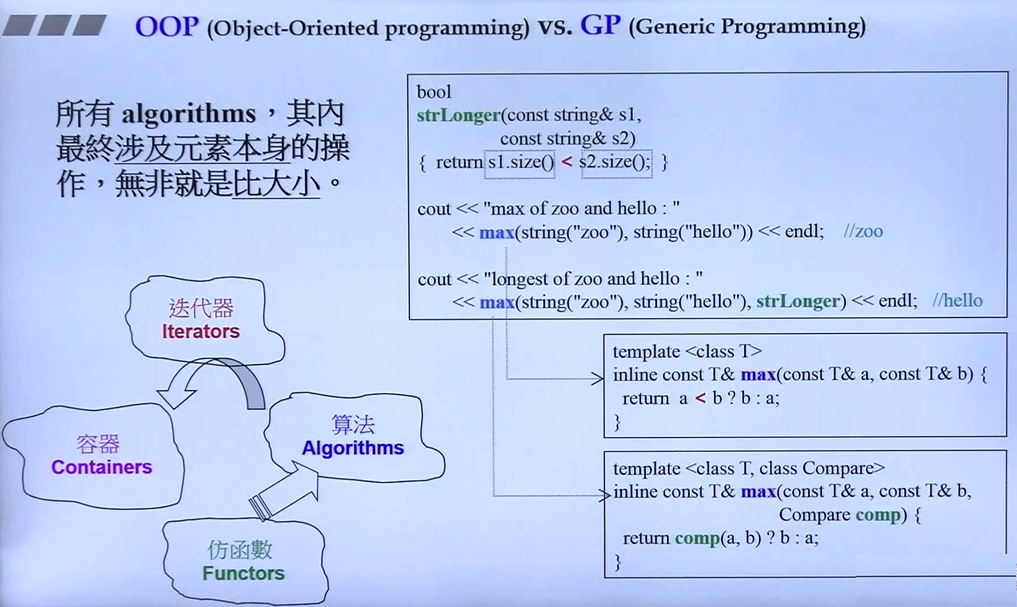 OOP (Object-Oriented programming) vs. GP (Generic Programming)
所有 algorithms，其內
最終涉及元素本身的操
作，無非就是比大小。
bool
strLonger(const string& s1,
const string& s2)
{ return s1.size() < s2.size(); }
cout << "max of zoo and hello : "
<< max(string("zoo"), string("hello")) << endl; //zoo
cout << "longest of zoo and hello : "
<< max(string("zoo"), string("hello"), strLonger) << endl; //hello
迭代器
Iterators
容器
Containers
算法
Algorithms
仿函數
Functors
template <class T>
inline const T& max(const T& a, const T& b) {
return a < b ? b : a;
}
template <class T, class Compare>
inline const T& max(const T& a, const T& b,
Compare comp) {
return comp(a, b) ? b : a;
}